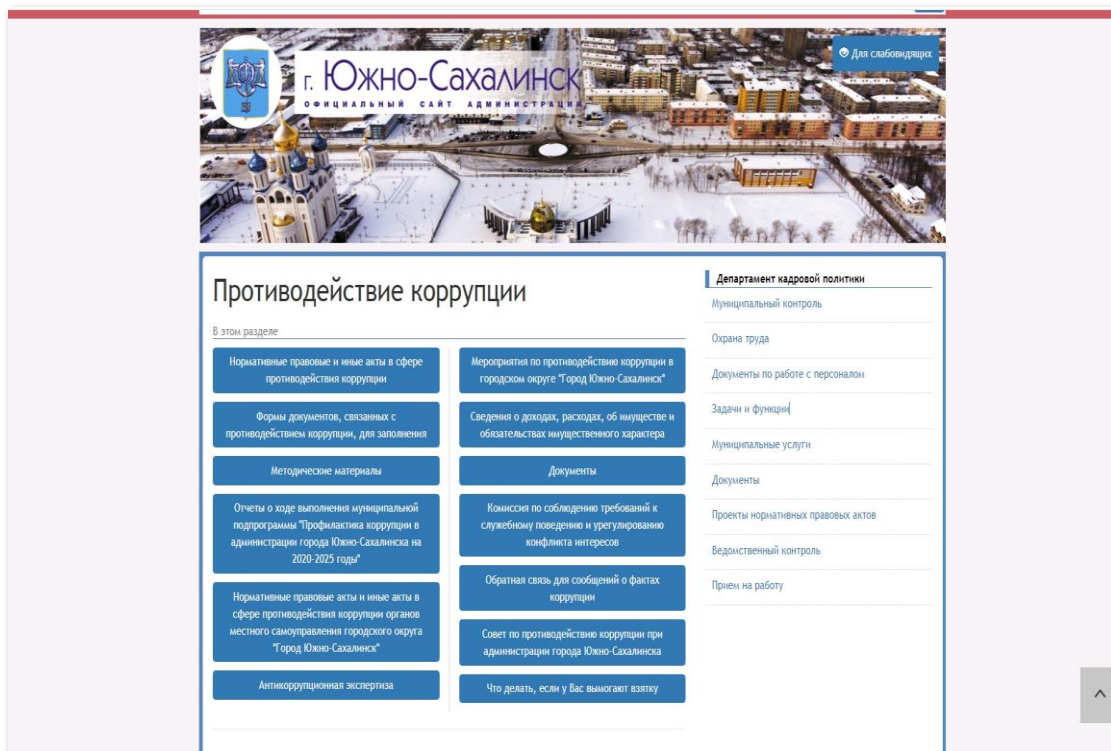 Для слабовидящих
г. Южно-Сахалинск
ОФИЦИАЛЬНЫЙ САЙТ АДМИНИСТРАЦИИ
Противодействие коррупции
В этом разделе
Нормативные правовые и иные акты в сфере
противодействия коррупции
Формы документов, связанных с
противодействием коррупции, для заполнения
Методические материалы
Отчеты о ходе выполнения муниципальной
подпрограммы "Профилактика коррупции в
администрации города Южно-Сахалинска на
2020-2025 годы"
Нормативные правовые акты и иные акты в
сфере противодействия коррупции органов
местного самоуправления городского округа
"Город Южно-Сахалинск"
Антикоррупционная экспертиза
Мероприятия по противодействию коррупции в
городском округе "Город Южно-Сахалинск"
Сведения о доходах, расходах, об имуществе и
обязательствах имущественного характера
Документы
Комиссия по соблюдению требований к
служебному поведению и урегулированию
конфликта интересов
Обратная связь для сообщений о фактах
коррупции
Совет по противодействию коррупции при
администрации города Южно-Сахалинска
Что делать, если у Вас вымогают взятку
Департамент кадровой политики
Муниципальный контроль
Охрана труда
Документы по работе с персоналом
Задачи и функции
Муниципальные услуги
Документы
Проекты нормативных правовых актов
Ведомственный контроль
Прием на работу